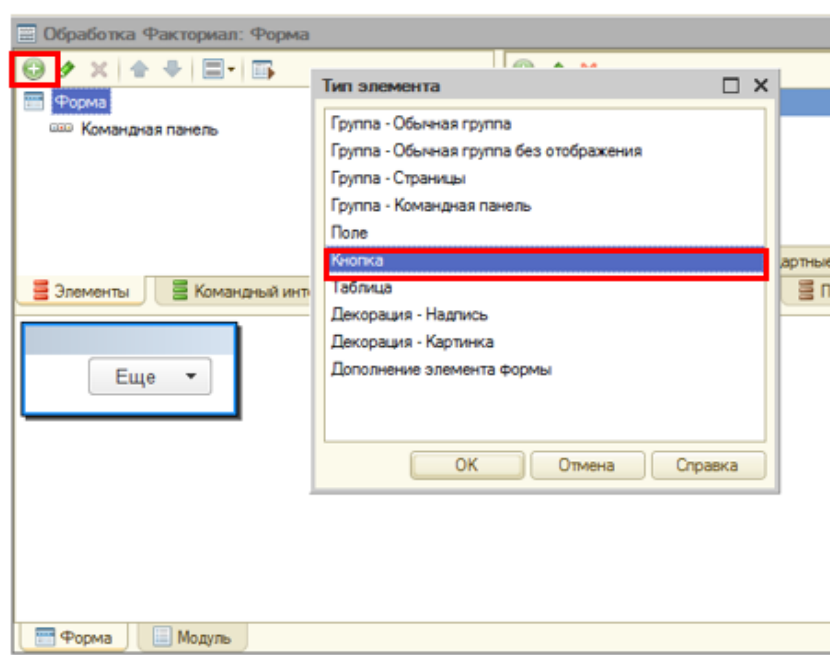 Обработка Факториал: Форма
Форма
Командная панель
Тип элемента
Группа - Обычная группа
Группа - Обычная группа без отображения
Группа - Страницы
Группа - Командная панель
Поле
Кнопка
Таблица
Декорация - Надпись
Декорация - Картинка
Дополнение элемента формы
ОК Отмена Справка
Элементы Командный инт
артные
П
Еще
Форма Модуль